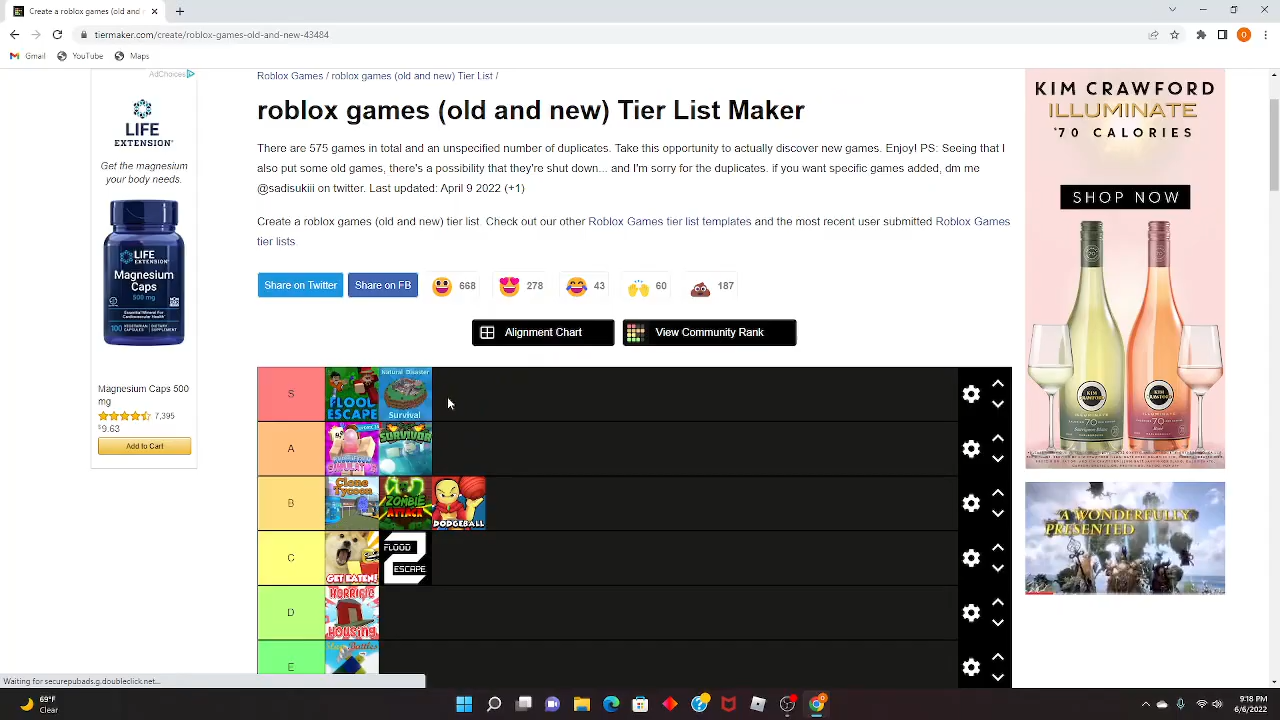 Create a roblox games (old and n
tiermaker.com/create/roblox-games-old-and-new-43484
Gmail
YouTube
Maps
AdChoices
LIFE
EXTENSION
Get the magnesium
your body needs.
LIFE
EXTENSION
Magnesium
Caps
500 mg
Magnesium Caps 500
mg
7,395
$9.63
Add to Cart
Roblox Games / roblox games (old and new) Tier List /
roblox games (old and new) Tier List Maker
There are 575 games in total and an unspecified number of duplicates. Take this opportunity to actually discover new games. Enjoy! PS: Seeing that I
also put some old games, there's a possibility that they're shut down... and I'm sorry for the duplicates. if you want specific games added, dm me
@sadisukiii on twitter. Last updated: April 9 2022 (+1)
Create a roblox games (old and new) tier list. Check out our other Roblox Games tier list templates and the most recent user submitted Roblox Games
tier lists.
Share on Twitter
Share on FB
668
278
43
60
187
Alignment Chart
View Community Rank
S
FLOOD
ESCAPE
Natural Disaster
Survival
A
SURVIVOR
B
Clone
Tycoon
ZOMBIE
ATTACK
DODGEBALL
C
GET EATEN!
FLOOD
2
ESCAPE
D
HORRIFIC
HOUSING
E
KIM CRAWFORD
ILLUMINATE
'70 CALORIES
SHOP NOW
A WONDERFULLY
PRESENTED
Waiting for securepubads.g.doubleclick.net...
69°F
Clear
9:18 PM
6/6/2022